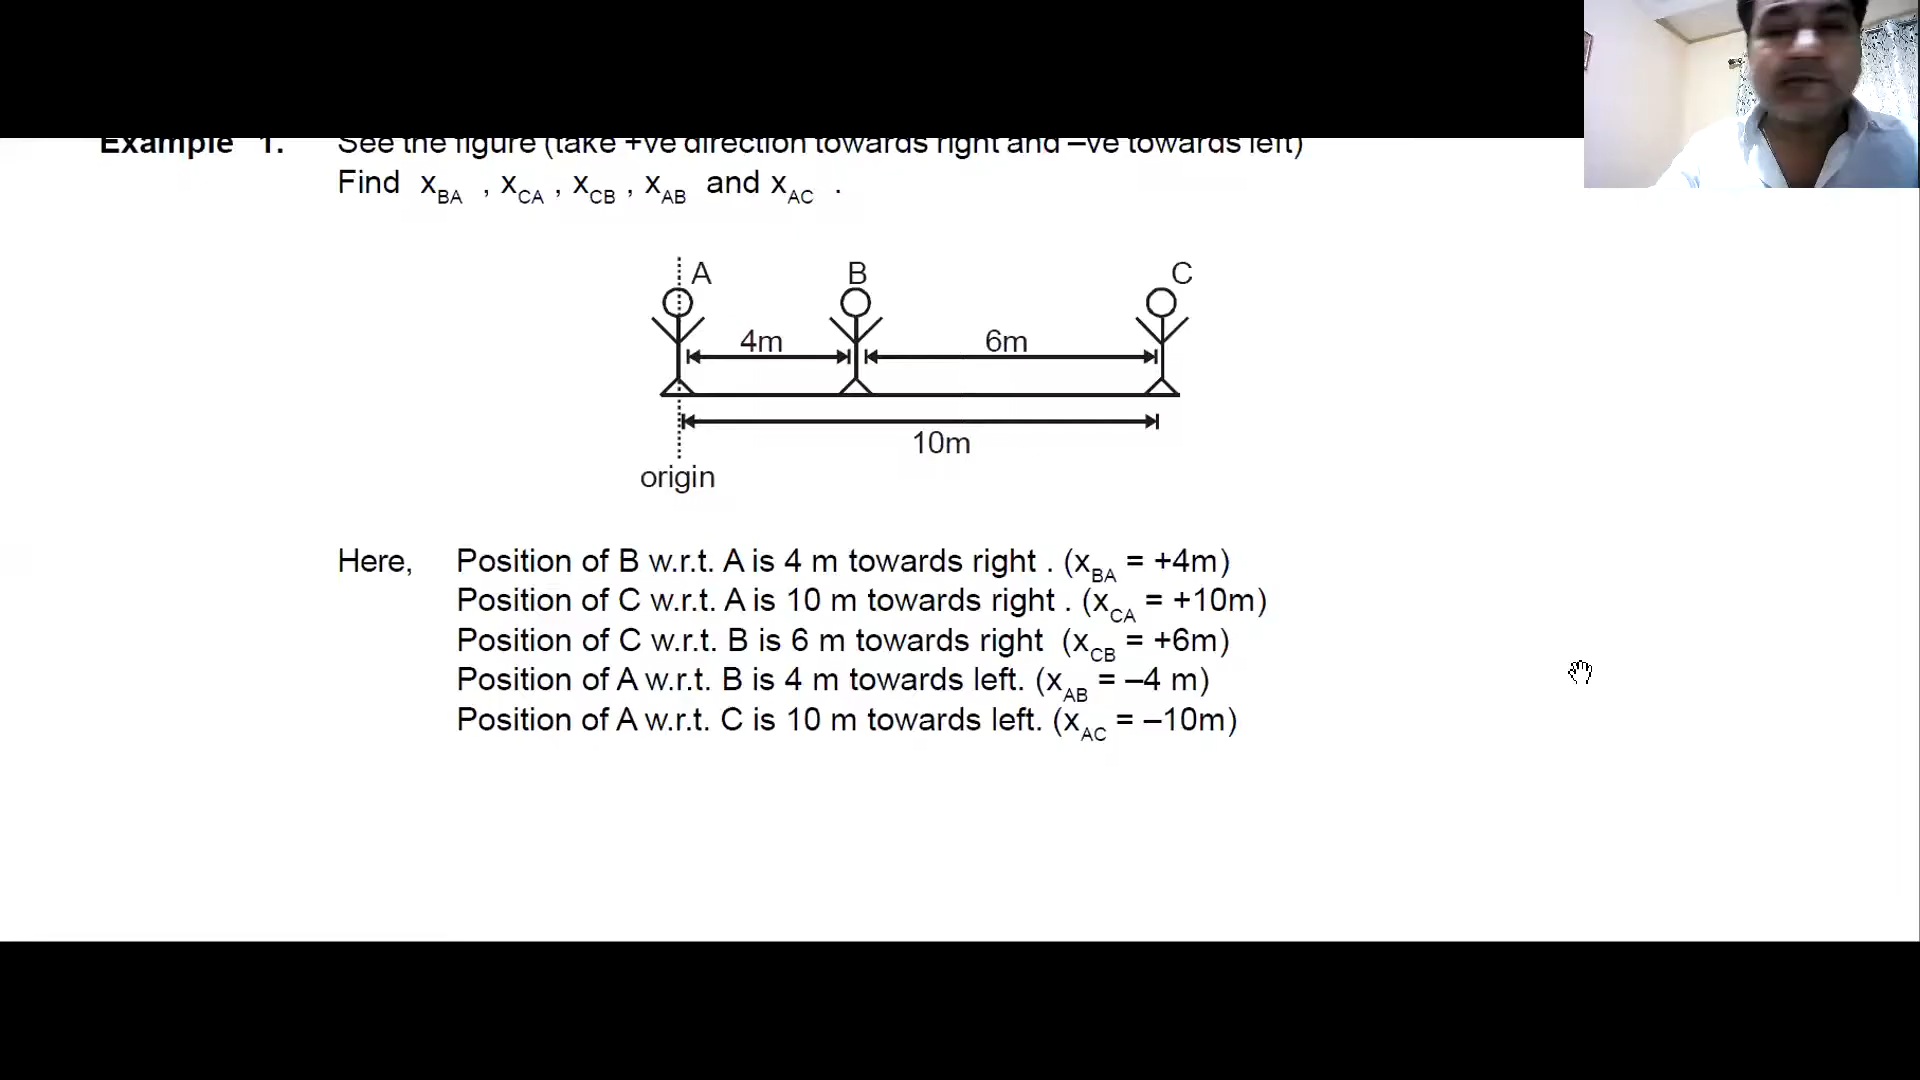 Example 1. See the figure (take +ve direction towards right and –ve towards left)
Find x_BA , x_CA , x_CB , x_AB and x_AC .
A B C
4m 6m
10m
origin
Here, Position of B w.r.t. A is 4 m towards right . (x_BA = +4m)
Position of C w.r.t. A is 10 m towards right . (x_CA = +10m)
Position of C w.r.t. B is 6 m towards right (x_CB = +6m)
Position of A w.r.t. B is 4 m towards left. (x_AB = –4 m)
Position of A w.r.t. C is 10 m towards left. (x_AC = –10m)